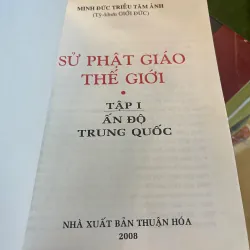 MINH ĐỨC TRIỀU TÂM ẢNH
(Tỳ-khưu GIỚI ĐỨC)
SỬ PHẬT GIÁO
THẾ GIỚI
TẬP I
ẤN ĐỘ
TRUNG QUỐC
NHÀ XUẤT BẢN THUẬN HÓA
2008